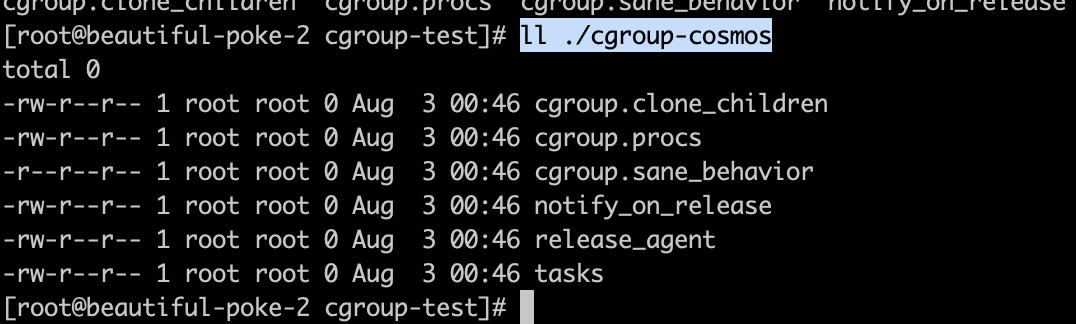 cgroup.clone_children  cgroup.procs  cgroup.sane_behavior  notify_on_release
[root@beautiful-poke-2 cgroup-test]# ll ./cgroup-cosmos
total 0
-rw-r--r-- 1 root root 0 Aug  3 00:46 cgroup.clone_children
-rw-r--r-- 1 root root 0 Aug  3 00:46 cgroup.procs
-r--r--r-- 1 root root 0 Aug  3 00:46 cgroup.sane_behavior
-rw-r--r-- 1 root root 0 Aug  3 00:46 notify_on_release
-rw-r--r-- 1 root root 0 Aug  3 00:46 release_agent
-rw-r--r-- 1 root root 0 Aug  3 00:46 tasks
[root@beautiful-poke-2 cgroup-test]#